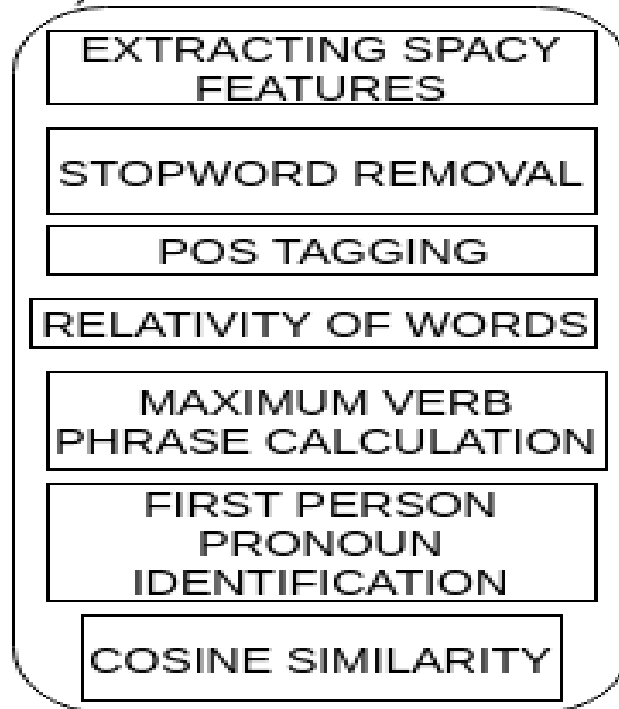 EXTRACTING SPACY
FEATURES
STOPWORD REMOVAL
POS TAGGING
RELATIVITY OF WORDS
MAXIMUM VERB
PHRASE CALCULATION
FIRST PERSON
PRONOUN
IDENTIFICATION
COSINE SIMILARITY